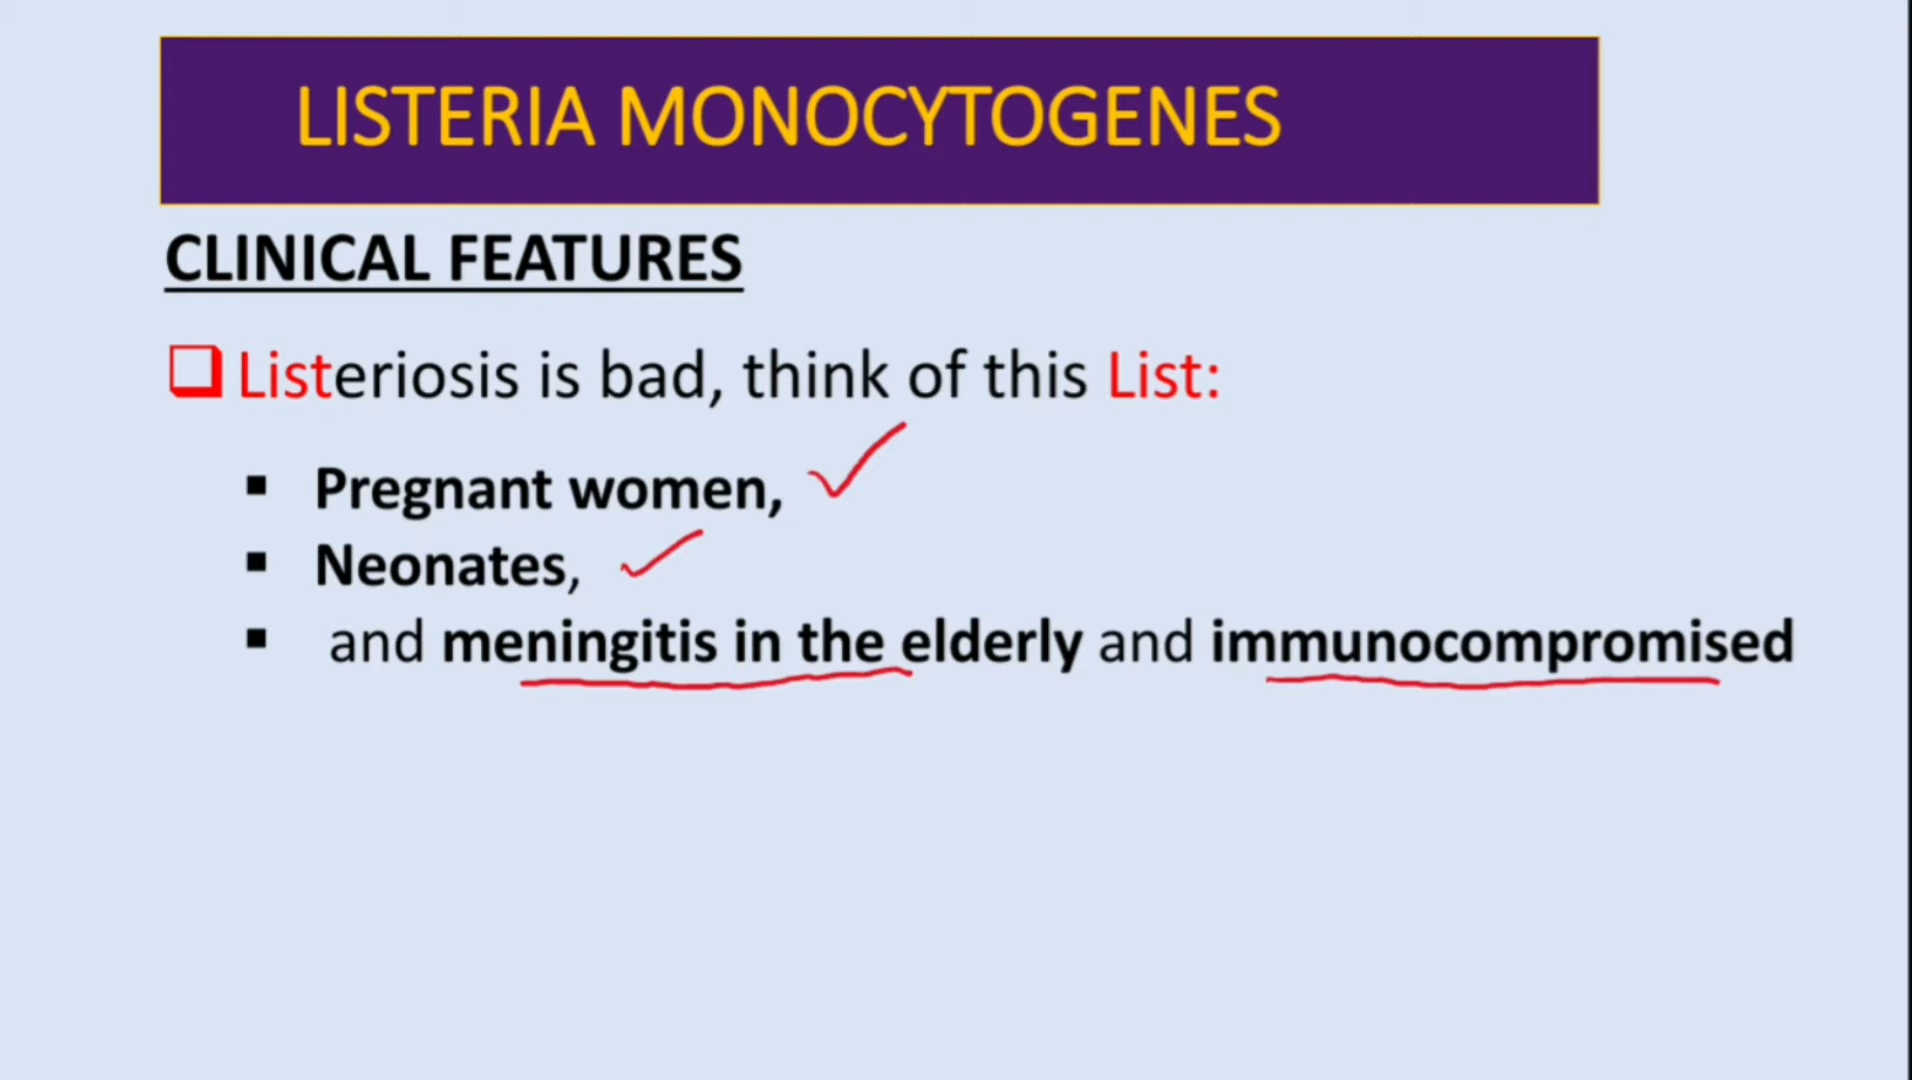 LISTERIA MONOCYTOGENES
CLINICAL FEATURES
Listeriosis is bad, think of this List:
Pregnant women,
Neonates,
and meningitis in the elderly and immunocompromised